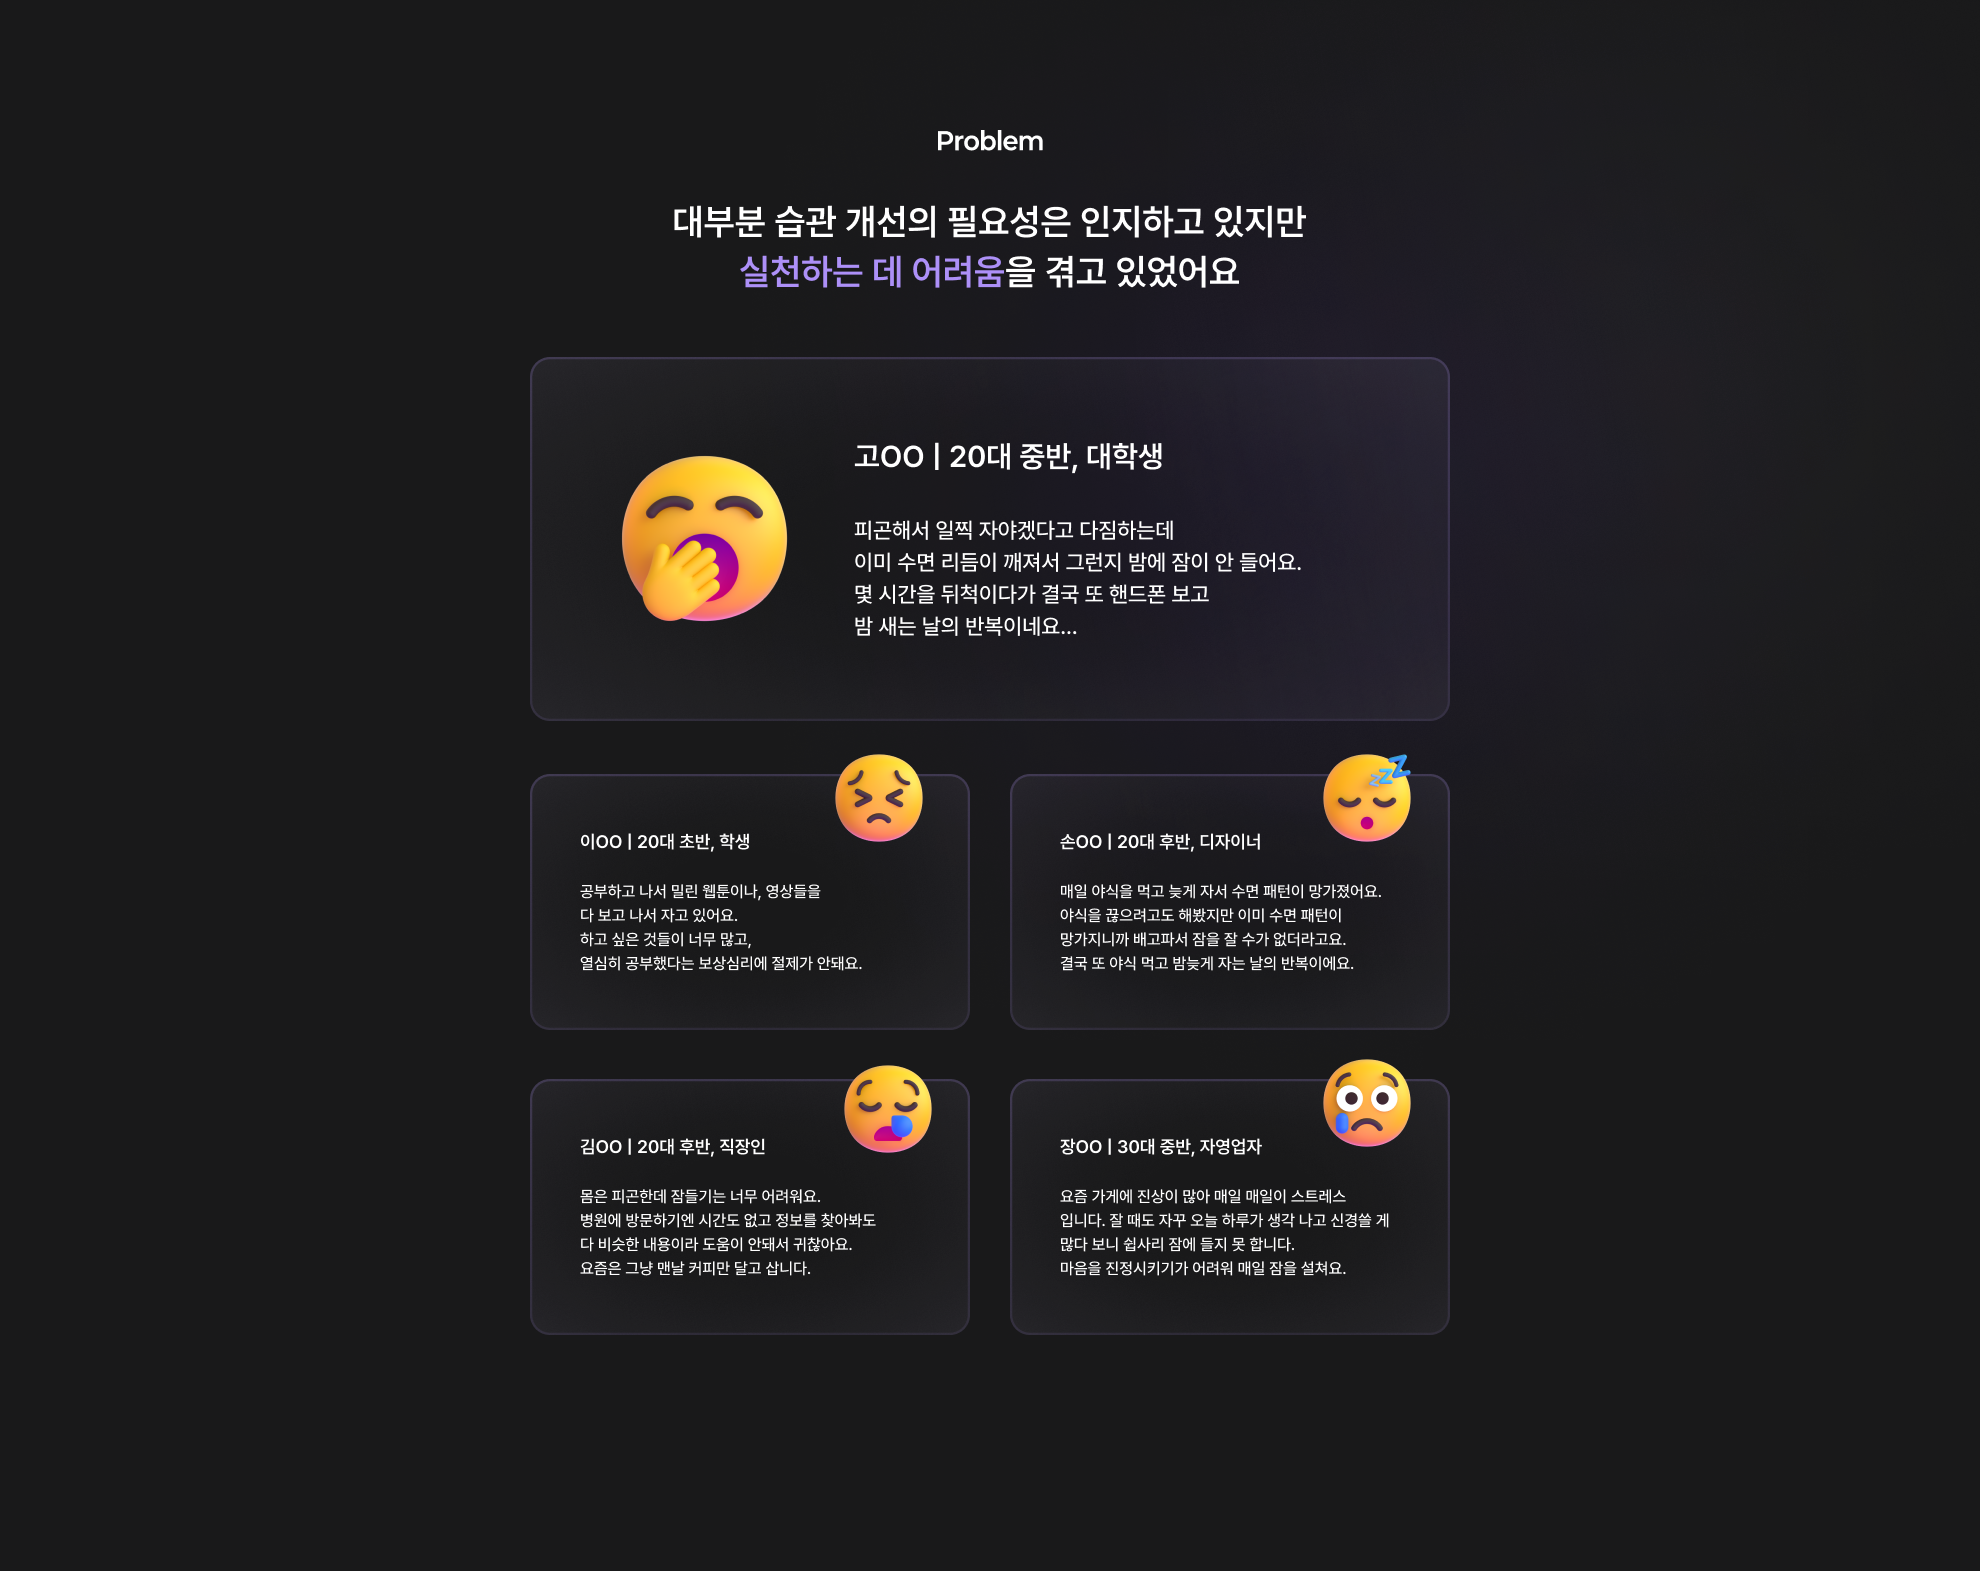 Problem
대부분 습관 개선의 필요성은 인지하고 있지만
실천하는 데 어려움을 겪고 있었어요
고OO | 20대 중반, 대학생
피곤해서 일찍 자야겠다고 다짐하는데
이미 수면 리듬이 깨져서 그런지 밤에 잠이 안 들어요.
몇 시간을 뒤척이다가 결국 또 핸드폰 보고
밤 새는 날의 반복이네요...
이OO | 20대 초반, 학생
공부하고 나서 밀린 웹툰이나, 영상들을
다 보고 나서 자고 있어요.
하고 싶은 것들이 너무 많고,
열심히 공부했다는 보상심리에 절제가 안돼요.
손OO | 20대 후반, 디자이너
매일 야식을 먹고 늦게 자서 수면 패턴이 망가졌어요.
야식을 끊으려고도 해봤지만 이미 수면 패턴이
망가지니까 배고파서 잠을 잘 수가 없더라고요.
결국 또 야식 먹고 밤늦게 자는 날의 반복이에요.
김OO | 20대 후반, 직장인
몸은 피곤한데 잠들기는 너무 어려워요.
병원에 방문하기엔 시간도 없고 정보를 찾아봐도
다 비슷한 내용이라 도움이 안돼서 귀찮아요.
요즘은 그냥 맨날 커피만 달고 삽니다.
장OO | 30대 중반, 자영업자
요즘 가게에 진상이 많아 매일 매일이 스트레스
입니다. 잘 때도 자꾸 오늘 하루가 생각 나고 신경쓸 게
많다 보니 쉽사리 잠에 들지 못 합니다.
마음을 진정시키기가 어려워 매일 잠을 설쳐요.